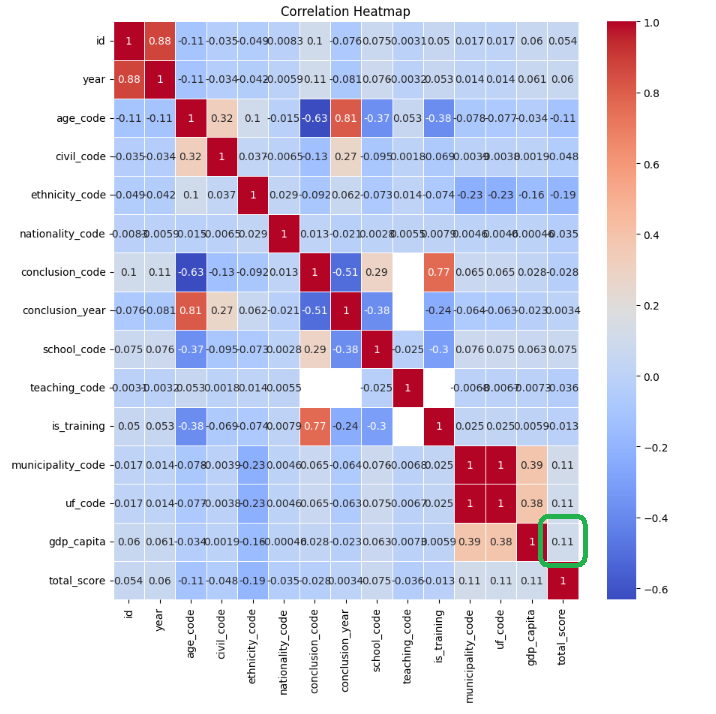 Correlation Heatmap
id 1 0.88 -0.11 -0.035 -0.049 -0.0083 0.1 -0.076 0.075 -0.0031 0.05 0.017 0.017 0.06 0.054
year 0.88 1 -0.11 -0.034 -0.042 -0.0059 0.11 -0.081 0.076 -0.0032 0.053 0.014 0.014 0.061 0.06
age_code -0.11 -0.11 1 0.32 0.1 -0.015 -0.63 0.81 -0.37 0.053 -0.38 -0.078 -0.077 -0.034 -0.11
civil_code -0.035 -0.034 0.32 1 0.037 0.0065 -0.13 0.27 -0.095 0.0018 -0.069 0.0039 0.0038 0.0019 -0.048
ethnicity_code -0.049 -0.042 0.1 0.037 1 0.029 -0.092 0.062 -0.073 0.014 -0.074 -0.23 -0.23 -0.16 -0.19
nationality_code -0.0083 -0.0059 -0.015 0.0065 0.029 1 0.013 -0.021 0.0028 0.0055 0.0079 0.0046 0.0046 0.00046 -0.035
conclusion_code 0.1 0.11 -0.63 -0.13 -0.092 0.013 1 -0.51 0.29 0.77 0.065 0.065 0.028 -0.028
conclusion_year -0.076 -0.081 0.81 0.27 0.062 -0.021 -0.51 1 -0.38 -0.24 -0.064 -0.063 -0.023 0.0034
school_code 0.075 0.076 -0.37 -0.095 -0.073 0.0028 0.29 -0.38 1 -0.025 -0.3 0.076 0.075 0.063 0.075
teaching_code -0.0031 -0.0032 0.053 0.0018 0.014 0.0055 -0.025 1 -0.0068 -0.0067 -0.0073 -0.036
is_training 0.05 0.053 -0.38 -0.069 -0.074 0.0079 0.77 -0.24 -0.3 1 0.025 0.025 0.0059 -0.013
municipality_code 0.017 0.014 -0.078 0.0039 -0.23 0.0046 0.065 -0.064 0.076 -0.0068 0.025 1 1 0.39 0.11
uf_code 0.017 0.014 -0.077 0.0038 -0.23 0.0046 0.065 -0.063 0.075 -0.0067 0.025 1 1 0.38 0.11
gdp_capita 0.06 0.061 -0.034 0.0019 -0.16 0.00046 0.028 -0.023 0.063 -0.0073 0.0059 0.39 0.38 1 0.11
total_score 0.054 0.06 -0.11 -0.048 -0.19 -0.035 -0.028 0.0034 0.075 -0.036 -0.013 0.11 0.11 0.11 1
id year age_code civil_code ethnicity_code nationality_code conclusion_code conclusion_year school_code teaching_code is_training municipality_code uf_code gdp_capita total_score
1.0
0.8
0.6
0.4
0.2
0.0
−0.2
−0.4
−0.6